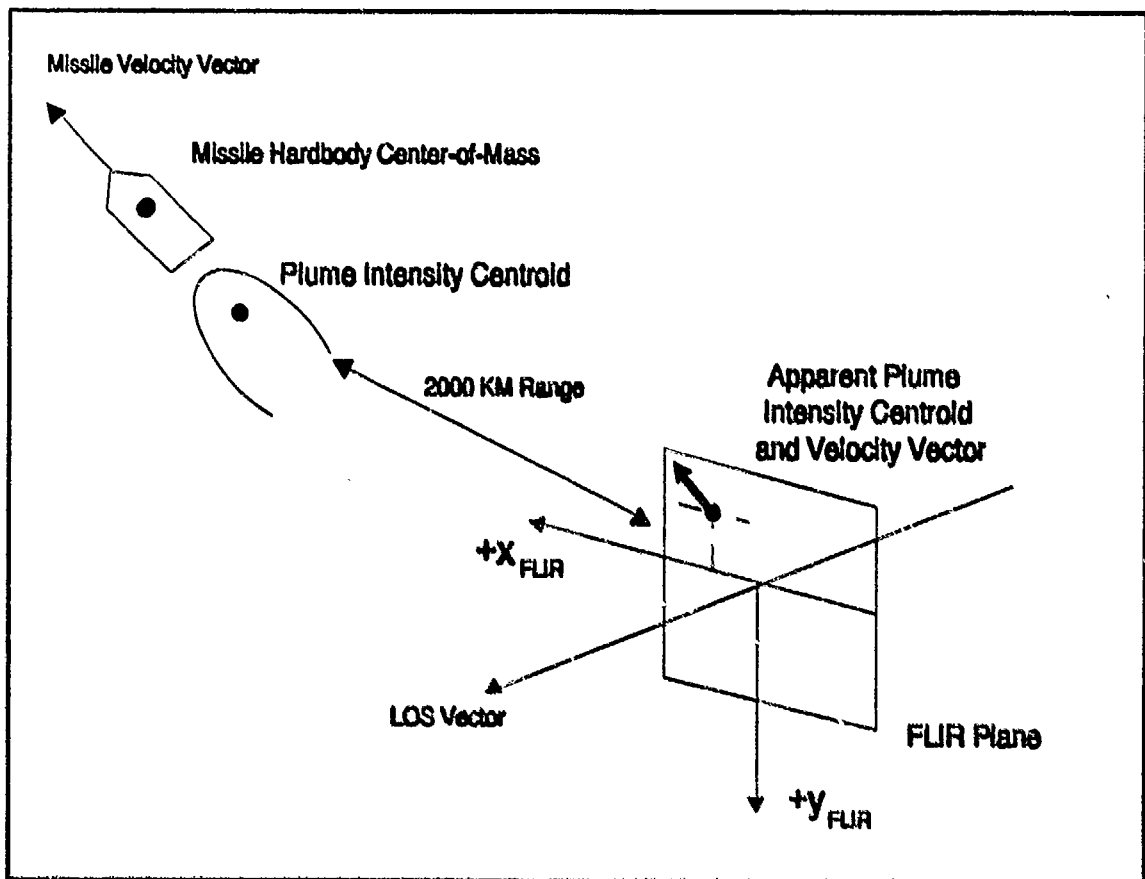 Missile Velocity Vector
Missile Hardbody Center-of-Mass
Plume Intensity Centroid
2000 KM Range
Apparent Plume
Intensity Centroid
and Velocity Vector
+x FLIR
LOS Vector
FLIR Plane
+y FLIR